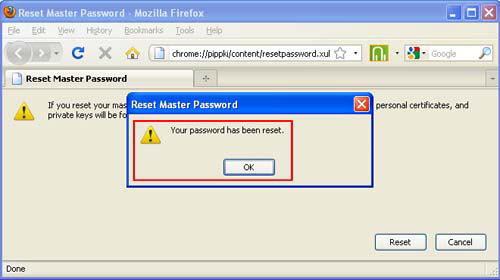 Reset Master Password - Mozilla Firefox
File Edit View History Bookmarks Tools Help
chrome://pippki/content/resetpassword.xul
Google
Reset Master Password
If you reset your mas
personal certificates, and
private keys will be fo
Reset Master Password
Your password has been reset.
OK
Reset Cancel
Done